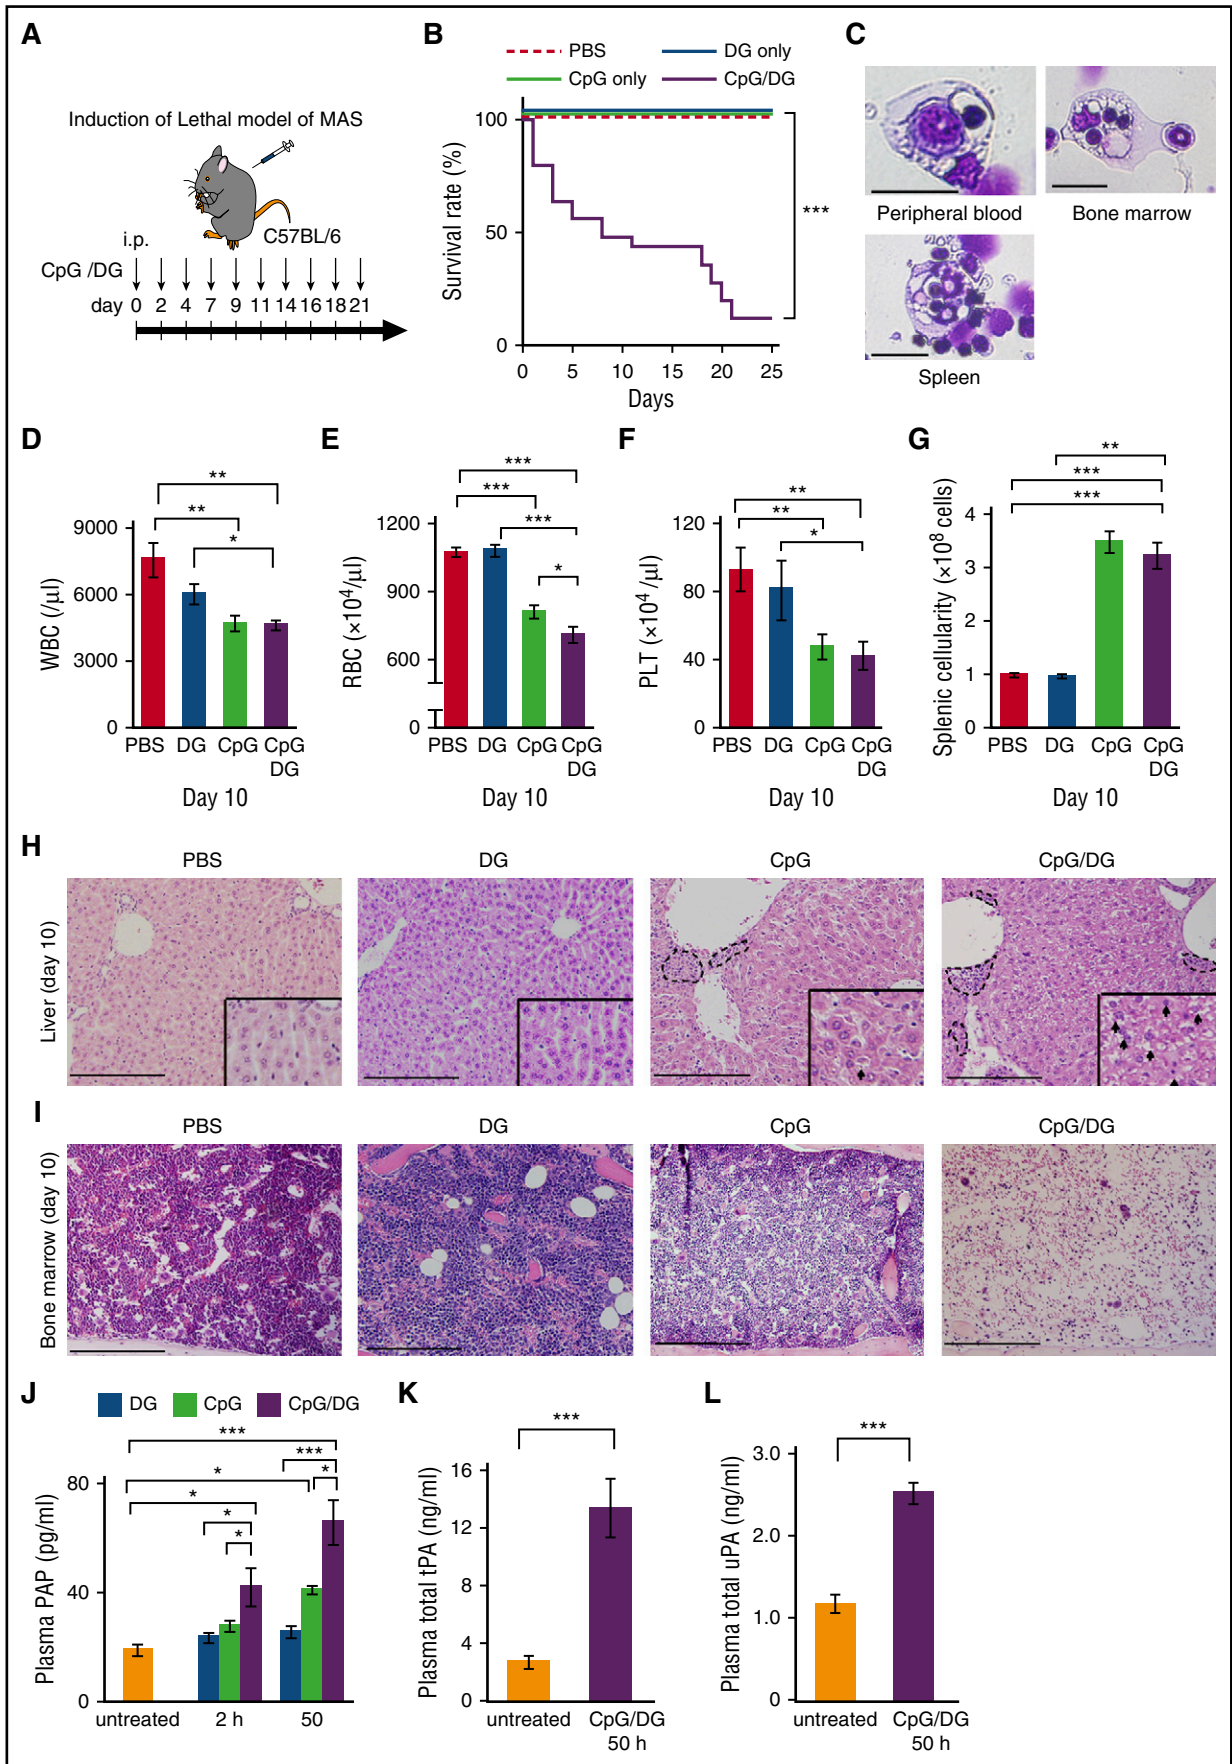 A
Induction of Lethal model of MAS
C57BL/6
i.p.
CpG /DG
day 0 2 4 7 9 11 14 16 18 21
B
PBS DG only
CpG only CpG/DG
Survival rate (%)
100
50
0
0 5 10 15 20 25
Days
***
C
Peripheral blood
Bone marrow
Spleen
D
WBC (/µl)
9000
6000
3000
0
**
**
*
PBS DG CpG CpG DG
Day 10
E
RBC (×10⁴/µl)
1200
900
600
0
***
***
***
*
PBS DG CpG CpG DG
Day 10
F
PLT (×10⁴/µl)
120
80
40
0
**
**
*
PBS DG CpG CpG DG
Day 10
G
Splenic cellularity (×10⁸ cells)
4
3
2
1
0
**
***
***
PBS DG CpG CpG DG
Day 10
H
PBS DG CpG CpG/DG
Liver (day 10)
I
PBS DG CpG CpG/DG
Bone marrow (day 10)
J
DG CpG CpG/DG
Plasma PAP (pg/ml)
80
40
0
***
***
*
*
*
*
*
untreated 2 h 50
K
Plasma total tPA (ng/ml)
16
12
8
4
0
***
untreated CpG/DG
50 h
L
Plasma total uPA (ng/ml)
3.0
2.0
1.0
0
***
untreated CpG/DG
50 h